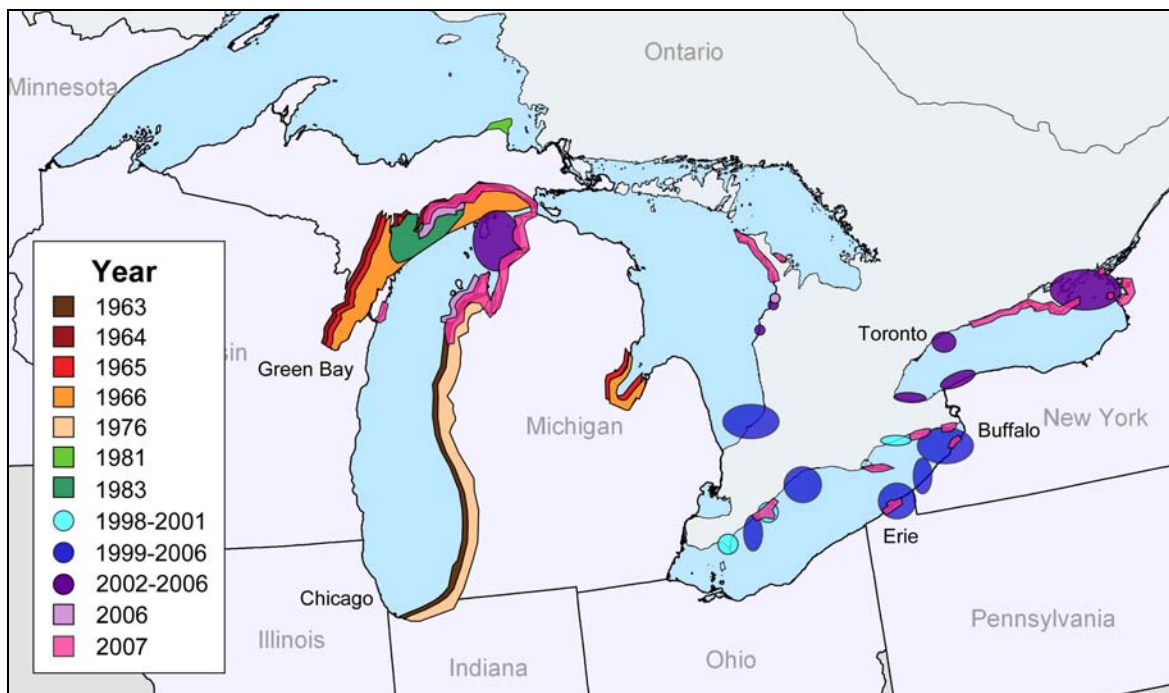 Ontario
Minnesota
Year
1963
1964
1965
1966
1976
1981
1983
1998-2001
1999-2006
2002-2006
2006
2007
sin
Green Bay
Toronto
Michigan
Buffalo
New York
Erie
Chicago
Illinois
Indiana
Ohio
Pennsylvania